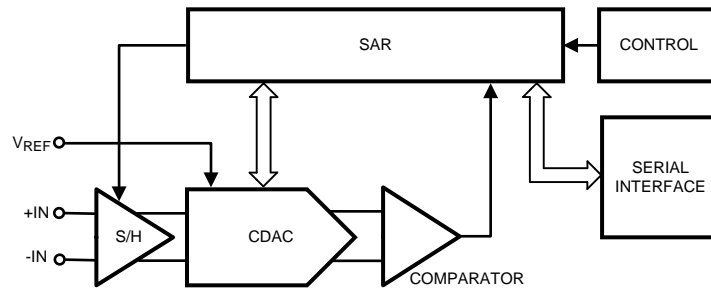 SAR
CONTROL
VREF
SERIAL
INTERFACE
+IN
S/H
CDAC
-IN
COMPARATOR